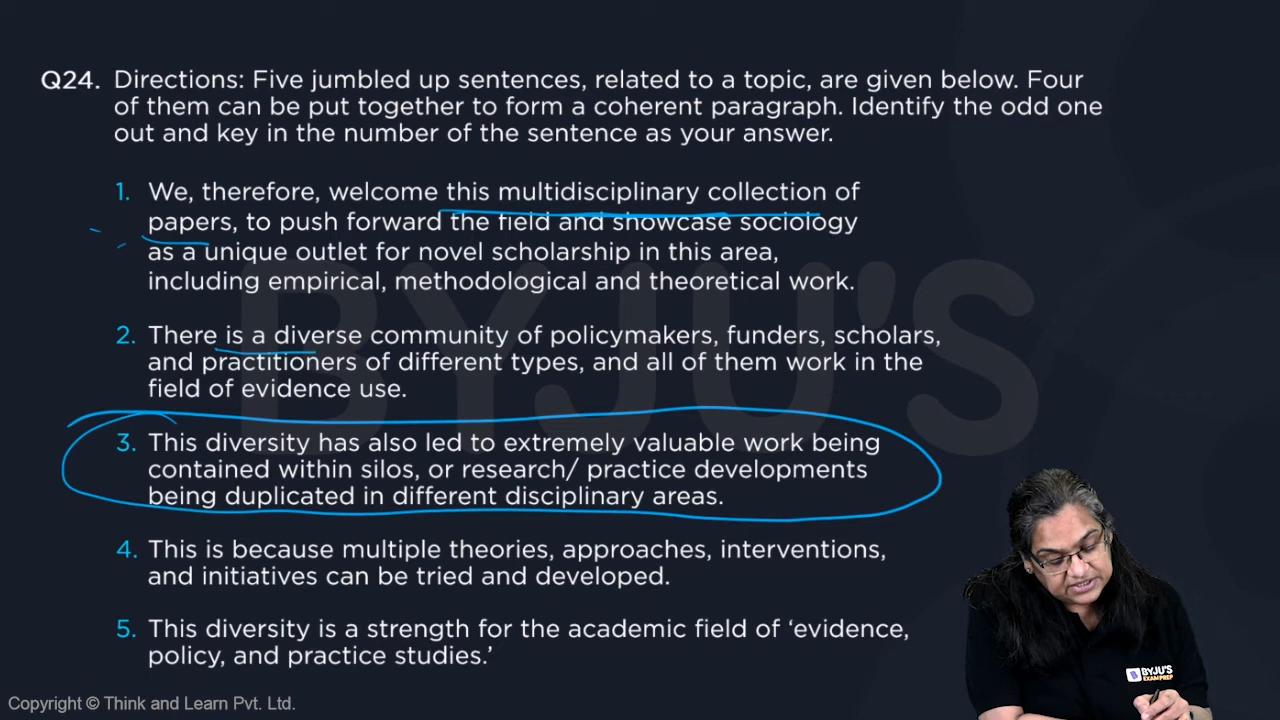 Q24. Directions: Five jumbled up sentences, related to a topic, are given below. Four
of them can be put together to form a coherent paragraph. Identify the odd one
out and key in the number of the sentence as your answer.
1. We, therefore, welcome this multidisciplinary collection of
papers, to push forward the field and showcase sociology
as a unique outlet for novel scholarship in this area,
including empirical, methodological and theoretical work.
2. There is a diverse community of policymakers, funders, scholars,
and practitioners of different types, and all of them work in the
field of evidence use.
3. This diversity has also led to extremely valuable work being
contained within silos, or research/ practice developments
being duplicated in different disciplinary areas.
4. This is because multiple theories, approaches, interventions,
and initiatives can be tried and developed.
5. This diversity is a strength for the academic field of ‘evidence,
policy, and practice studies.’
BYJU'S
BYJU'S
EXAM PREP
Copyright © Think and Learn Pvt. Ltd.